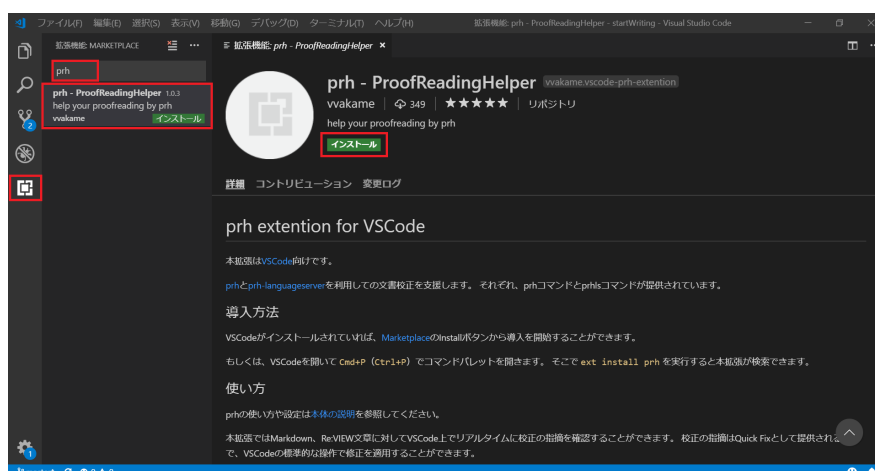 ファイル(F) 編集(E) 選択(S) 表示(V) 移動(G) デバッグ(D) ターミナル(T) ヘルプ(H) 拡張機能: prh - ProofReadingHelper - startWriting - Visual Studio Code
拡張機能: MARKETPLACE
拡張機能: prh - ProofReadingHelper
prh
prh - ProofReadingHelper 1.0.3
help your proofreading by prh
vvakame インストール
prh - ProofReadingHelper vvakame.vscode-prh-extention
vvakame 349 ★★★★★ リポジトリ
help your proofreading by prh
インストール
詳細 コントリビューション 変更ログ
prh extention for VSCode
本拡張はVSCode向けです。
prhとprh-languageserverを利用しての文書校正を支援します。 それぞれ、prhコマンドとprhlsコマンドが提供されています。
導入方法
VSCodeがインストールされていれば、MarketplaceのInstallボタンから導入を開始することができます。
もしくは、VSCodeを開いて Cmd+P (Ctrl+P) でコマンドパレットを開きます。 そこで ext install prh を実行すると本拡張が検索できます。
使い方
prhの使い方や設定は本体の説明を参照してください。
本拡張ではMarkdown、Re:VIEW文章に対してVSCode上でリアルタイムに校正の指摘を確認することができます。 校正の指摘はQuick Fixとして提供され
で、VSCodeの標準的な操作で修正を適用することができます。
2
1